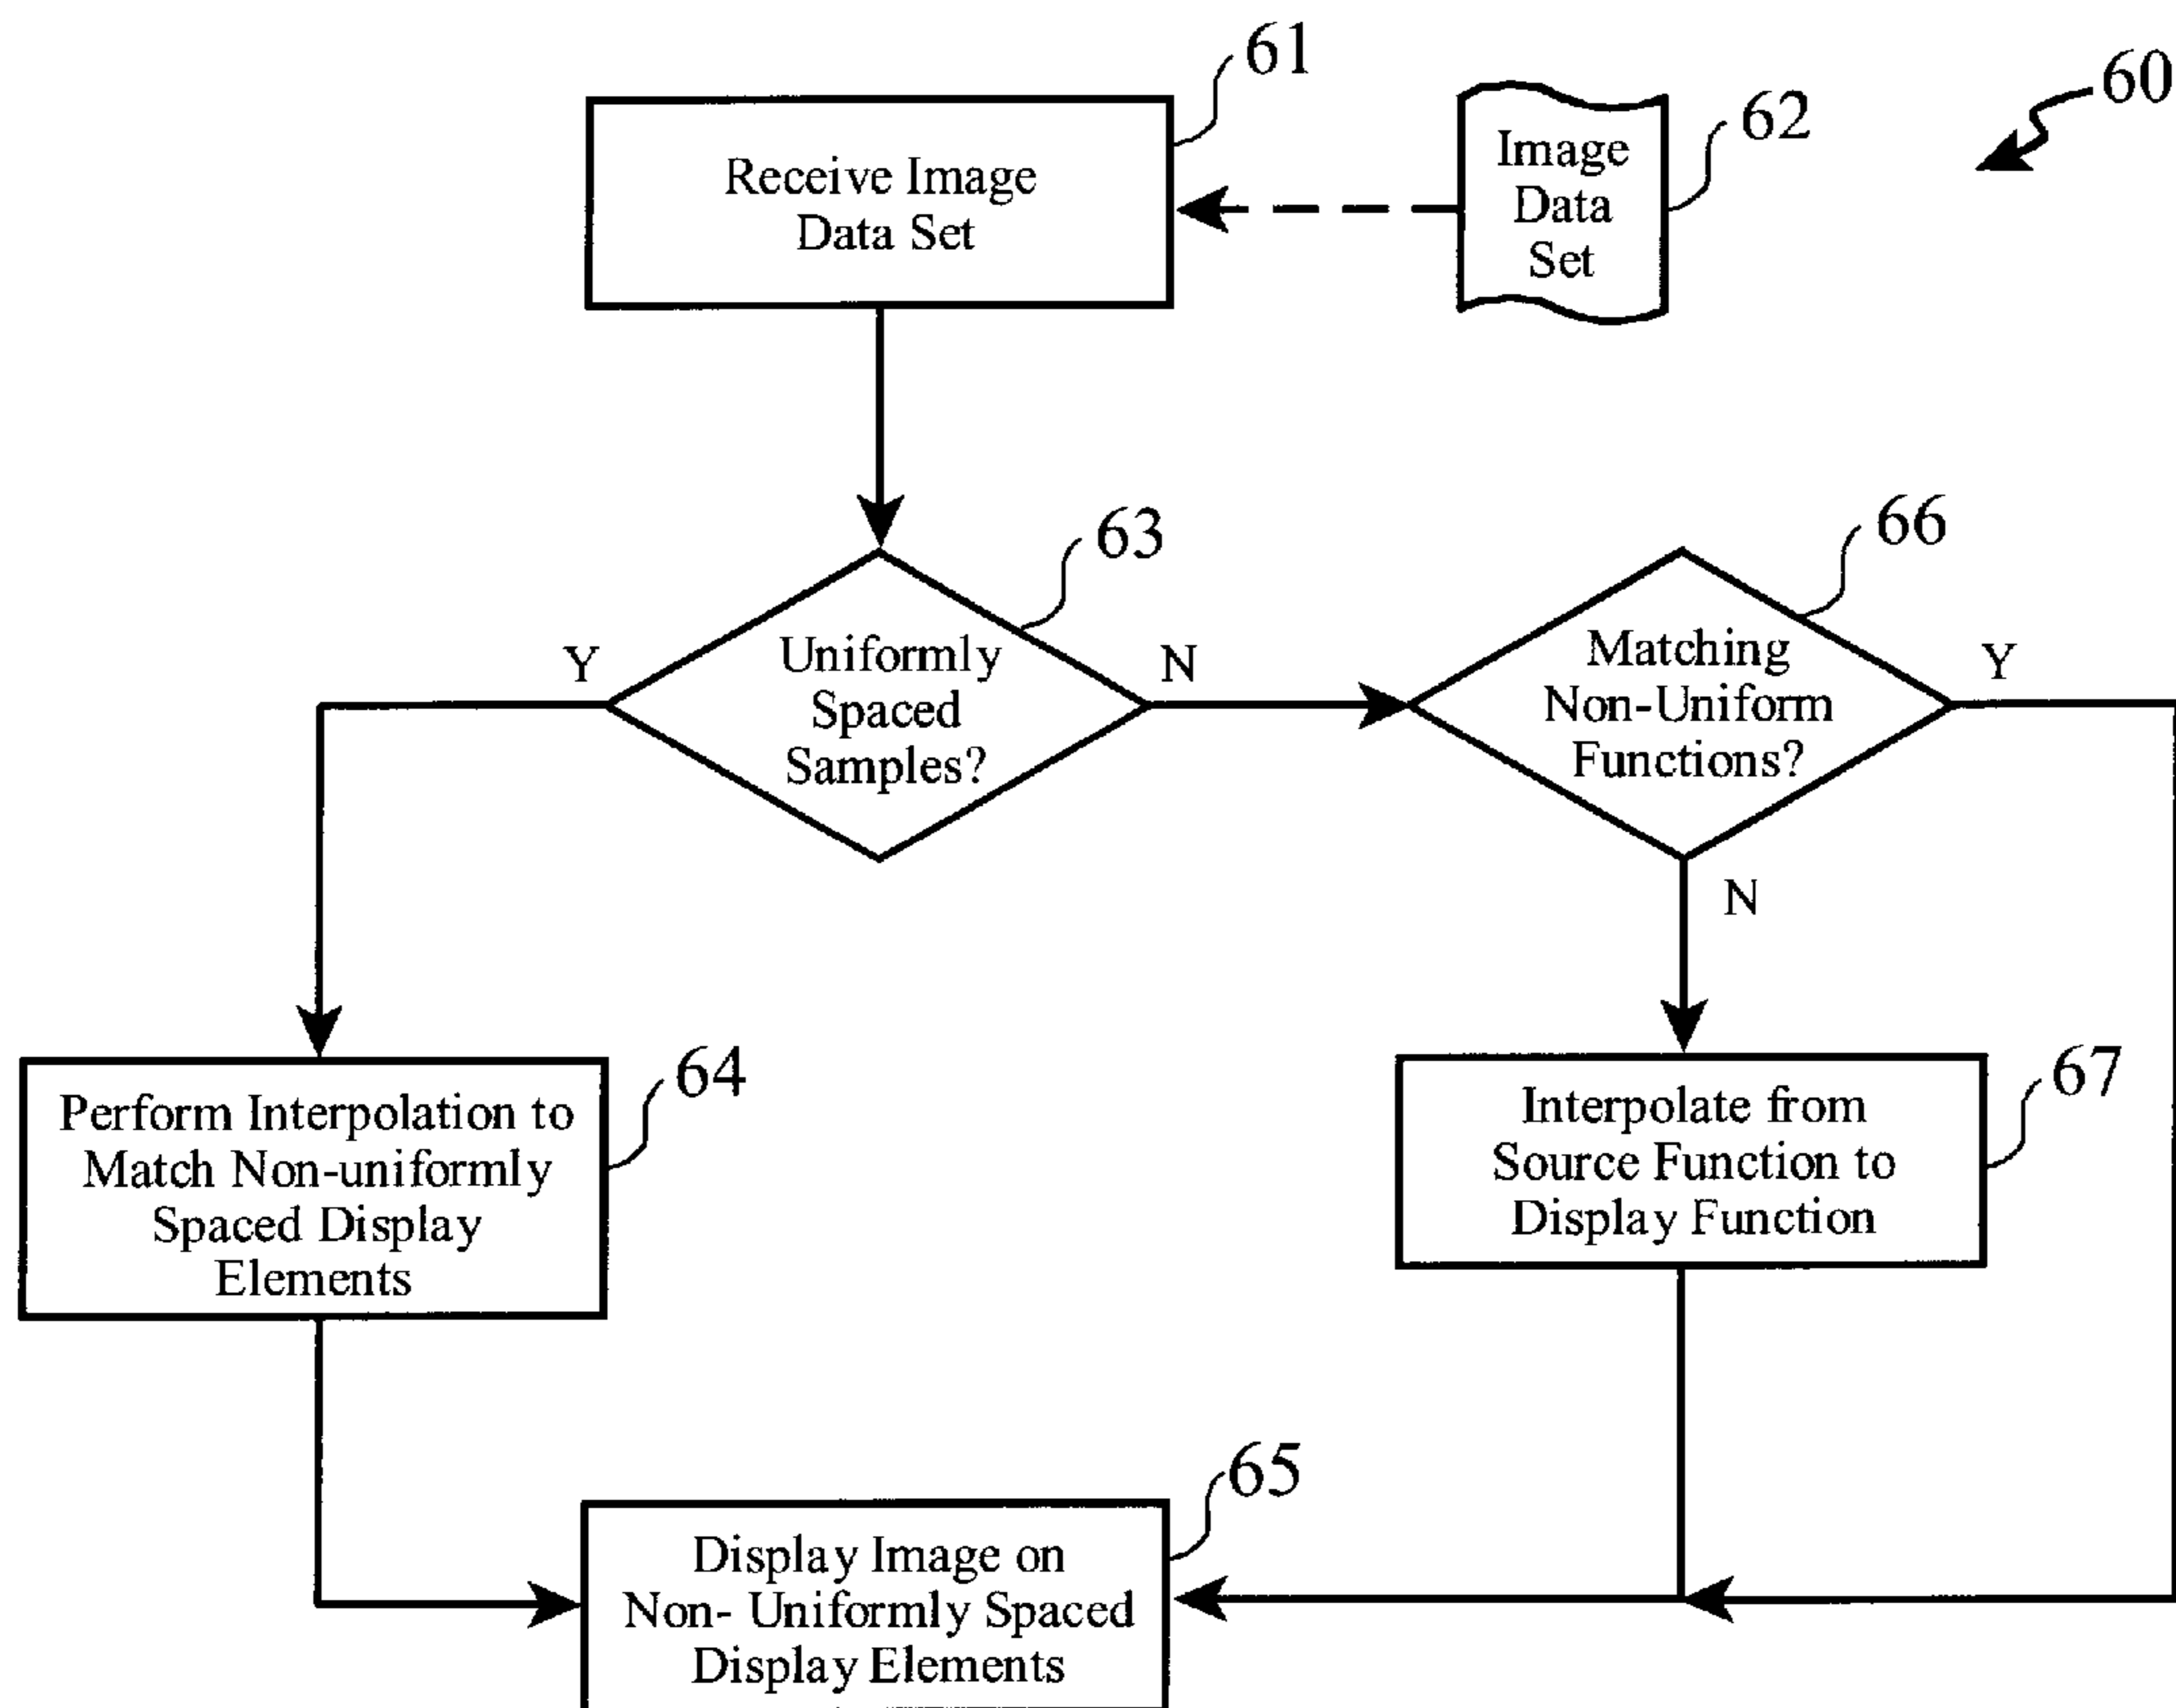 61
60
Receive Image
Data Set
Image
Data
Set
62
63
66
Uniformly
Spaced
Samples?
Y
N
Matching
Non-Uniform
Functions?
Y
N
64
Perform Interpolation to
Match Non-uniformly
Spaced Display
Elements
67
Interpolate from
Source Function to
Display Function
65
Display Image on
Non- Uniformly Spaced
Display Elements